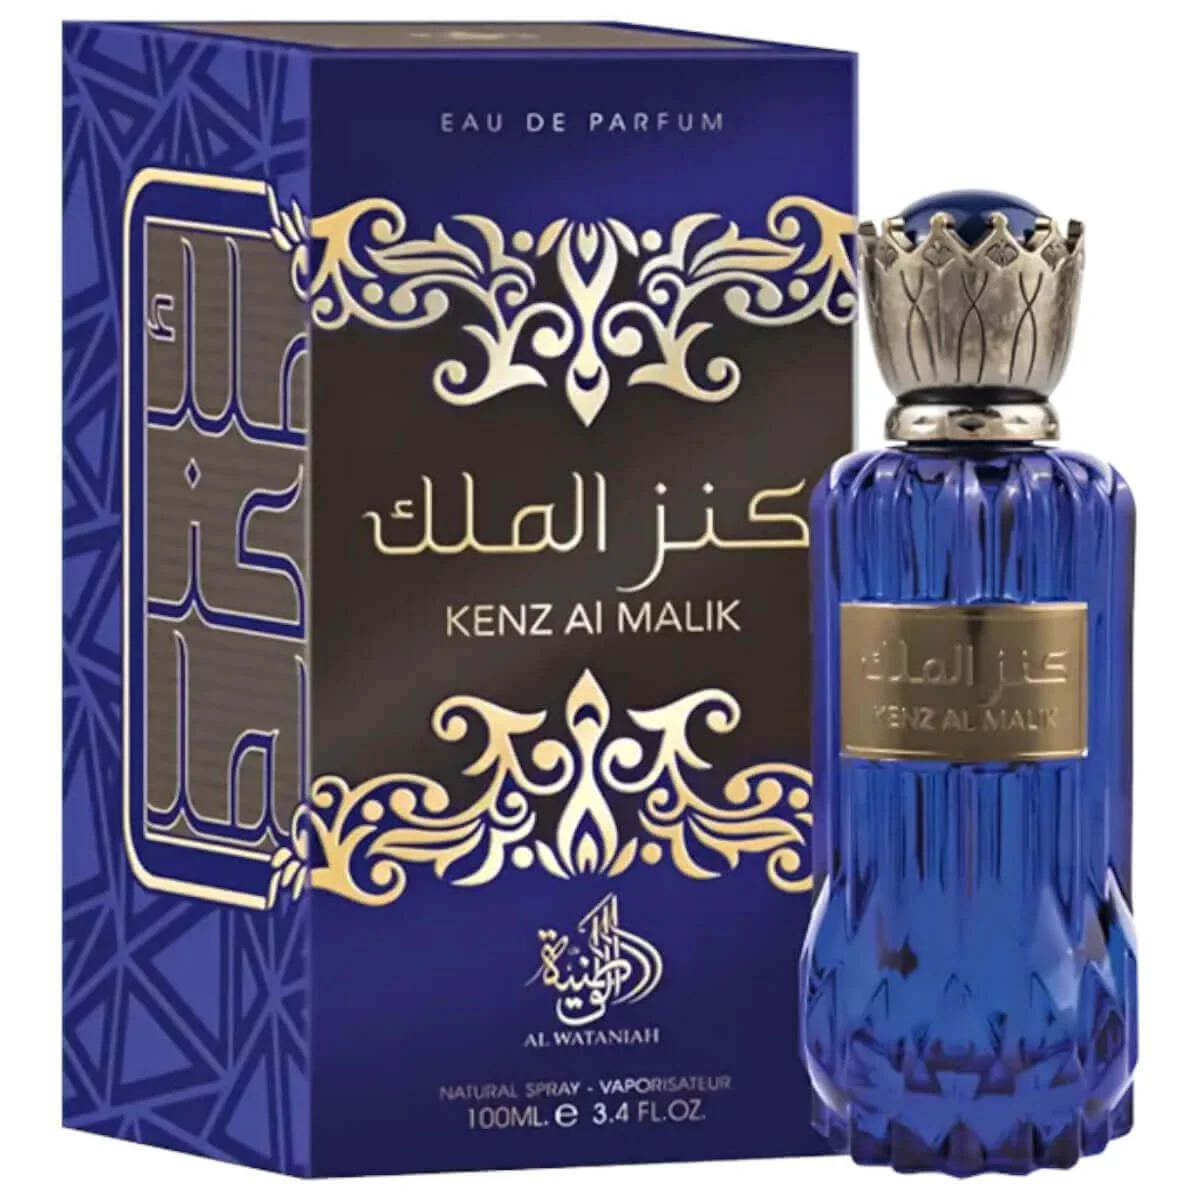 EAU DE PARFUM
كنز الملك
KENZ Al MALIK
الوطنية
AL WATANIAH
NATURAL SPRAY - VAPORISATEUR
100ML. e 3.4 FL.OZ.
كنز الملك
KENZ AL MALIK